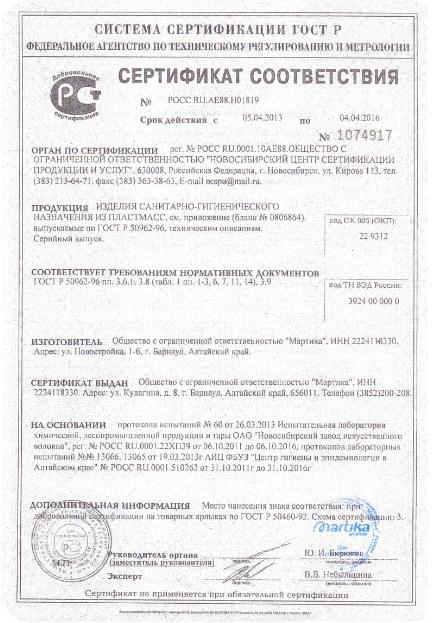 СИСТЕМА СЕРТИФИКАЦИИ ГОСТ Р
ФЕДЕРАЛЬНОЕ АГЕНТСТВО ПО ТЕХНИЧЕСКОМУ РЕГУЛИРОВАНИЮ И МЕТРОЛОГИИ
Добровольная
РСТ
сертификация
СЕРТИФИКАТ СООТВЕТСТВИЯ
№ РОСС RU.АЕ88.Н01819
Срок действия с 05.04.2013 по 04.04.2016
№ 1074917
ОРГАН ПО СЕРТИФИКАЦИИ рег. № РОСС RU.0001.10АЕ88.ОБЩЕСТВО С
ОГРАНИЧЕННОЙ ОТВЕТСТВЕННОСТЬЮ "НОВОСИБИРСКИЙ ЦЕНТР СЕРТИФИКАЦИИ
ПРОДУКЦИИ И УСЛУГ", 630008, Российская Федерация, г. Новосибирск, ул. Кирова 113, тел.
(383) 213-64-71, факс (383) 363-38-63, E-mail ncspu@mail.ru
ПРОДУКЦИЯ ИЗДЕЛИЯ САНИТАРНО-ГИГИЕНИЧЕСКОГО
НАЗНАЧЕНИЯ ИЗ ПЛАСТМАСС, см. приложение (бланк № 0806864).
выпускаемые по ГОСТ Р 50962-96, техническим описаниям.
Серийный выпуск.
код ОК 005 (ОКП):
22 9312
СООТВЕТСТВУЕТ ТРЕБОВАНИЯМ НОРМАТИВНЫХ ДОКУМЕНТОВ
ГОСТ Р 50962-96 пп. 3.6.1, 3.8 (табл. 1 пп. 1-3, 6, 7, 11, 14), 3.9
код ТН ВЭД России:
3924 00 000 0
ИЗГОТОВИТЕЛЬ Общество с ограниченной ответственностью "Мартика", ИНН 2224118330.
Адрес: ул. Новостройка, 1-б, г. Барнаул, Алтайский край.
СЕРТИФИКАТ ВЫДАН Общество с ограниченной ответственностью "Мартика", ИНН
2224118330. Адрес: ул. Кулагина, д. 8, г. Барнаул, Алтайский край, 656011. Телефон (3852)200-208.
НА ОСНОВАНИИ протокола испытаний № 60 от 26.03.2013 Испытательная лаборатория
химической, лесопромышленной продукции и тары ОАО "Новосибирский завод искусственного
волокна", рег. № РОСС RU.0001.22ХП39 от 06.10.2011 до 06.10.2016, протоколов лабораторных
испытаний №№ 13066, 13065 от 19.03.2013г АИЦ ФБУЗ "Центр гигиены и эпидемиологии в
Алтайском крае" № РОСС RU.0001.510262 от 31.10.2011г до 31.10.2016г
ДОПОЛНИТЕЛЬНАЯ ИНФОРМАЦИЯ Место нанесения знака соответствия: при
добровольной сертификации на товарных ярлыках по ГОСТ Р 50460-92. Схема сертификации: 3.
martika
Руководитель органа
(заместитель руководителя)
Ю. И. Бирюков
М.П.
Эксперт
В.В. Небылицина
Сертификат не применяется при обязательной сертификации